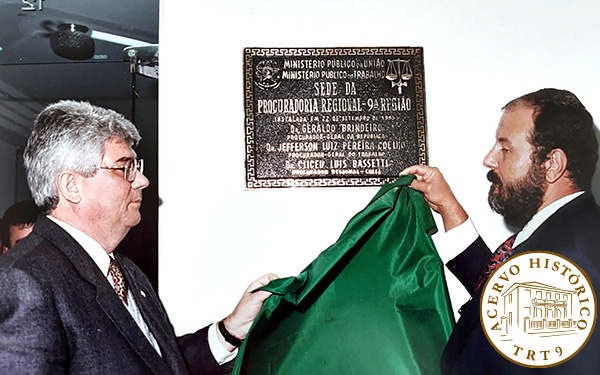 MINISTÉRIO PÚBLICO DA UNIÃO
MINISTÉRIO PÚBLICO DO TRABALHO
SEDE DA
PROCURADORIA REGIONAL - 9ª REGIÃO
INSTALADA EM 22 DE SETEMBRO DE 1995
DR. GERALDO BRINDEIRO
PROCURADOR-GERAL DA REPÚBLICA
DR. JEFFERSON LUIZ PEREIRA COELHO
PROCURADOR-GERAL DO TRABALHO
LUIS BASSETTI
PROCURADOR REGIONAL - CHEFE
ACERVO HISTÓRICO
TRT9